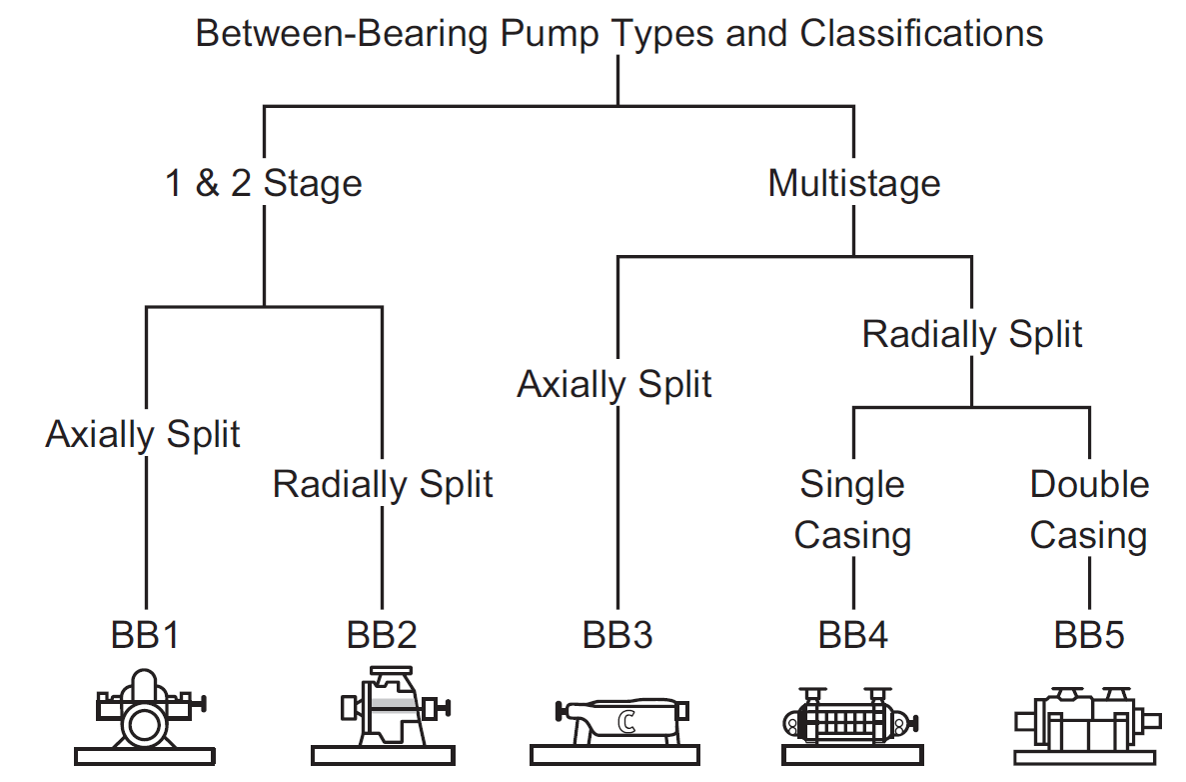 Between-Bearing Pump Types and Classifications
1 & 2 Stage
Multistage
Radially Split
Axially Split
Axially Split
Radially Split
Single
Casing
Double
Casing
BB1
BB2
BB3
BB4
BB5
C